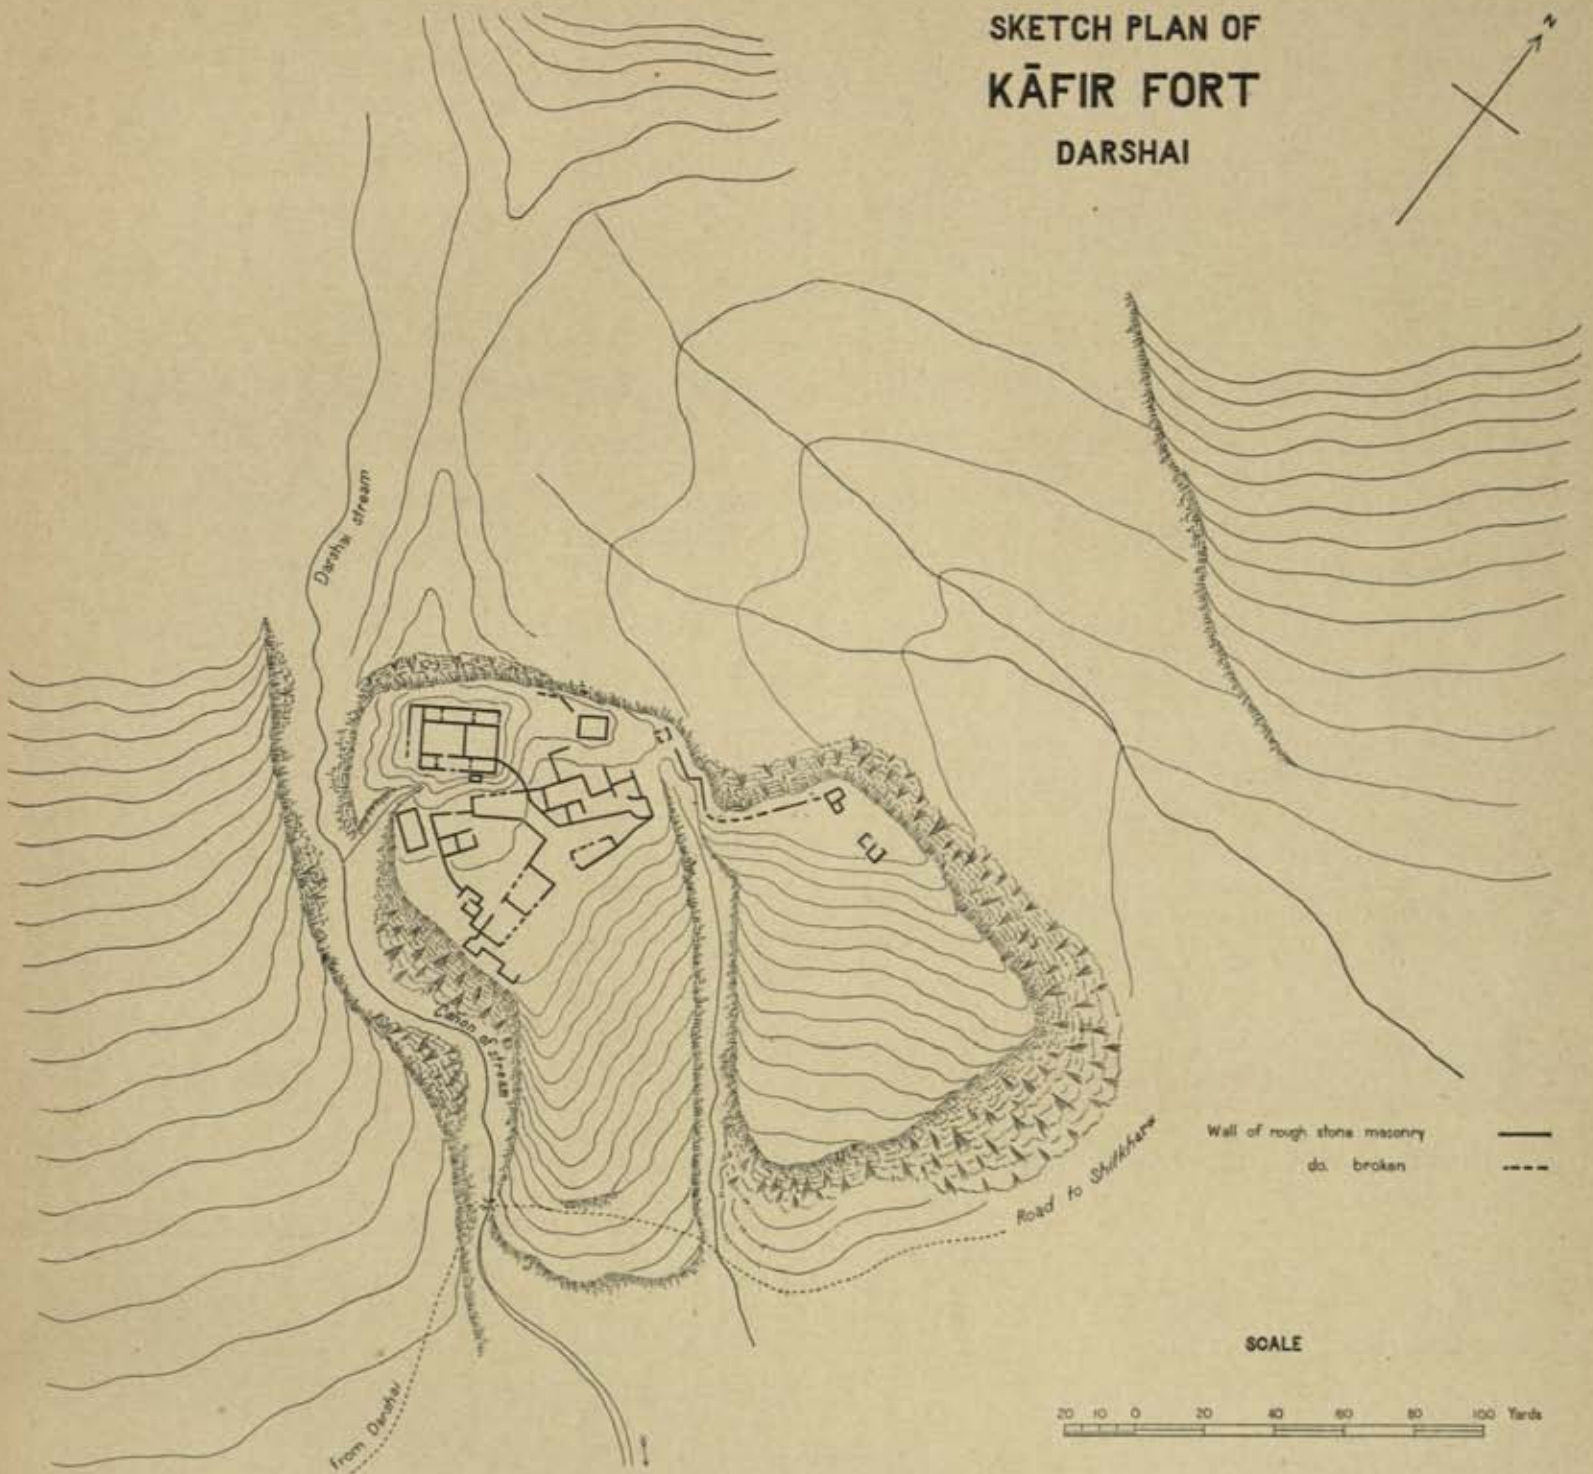 SKETCH PLAN OF
KĀFIR FORT
DARSHAI
N
Darshai stream
Cañon of stream
Road to Shitkharv
from Darshai
Wall of rough stone masonry
do. broken
SCALE
20 10 0 20 40 60 80 100 Yards